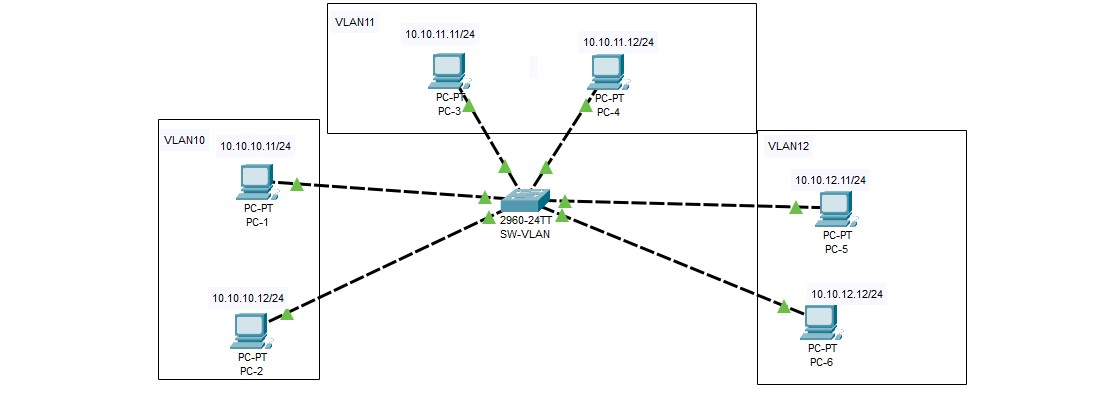 VLAN11
10.10.11.11/24
10.10.11.12/24
PC-PT
PC-3
PC-PT
PC-4
VLAN10
10.10.10.11/24
PC-PT
PC-1
10.10.10.12/24
PC-PT
PC-2
2960-24TT
SW-VLAN
VLAN12
10.10.12.11/24
PC-PT
PC-5
10.10.12.12/24
PC-PT
PC-6